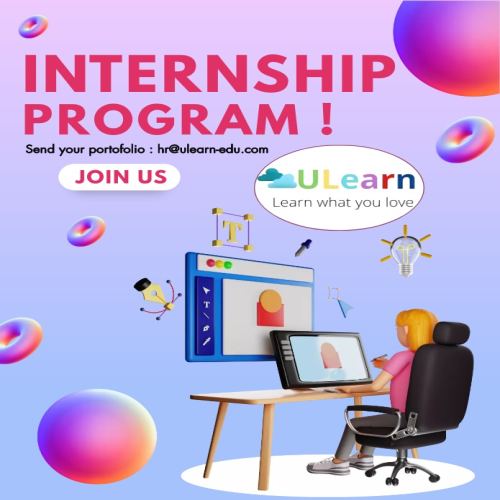 INTERNSHIP
PROGRAM !
Send your portofolio : hr@ulearn-edu.com
JOIN US
ULearn
Learn what you love
T
T